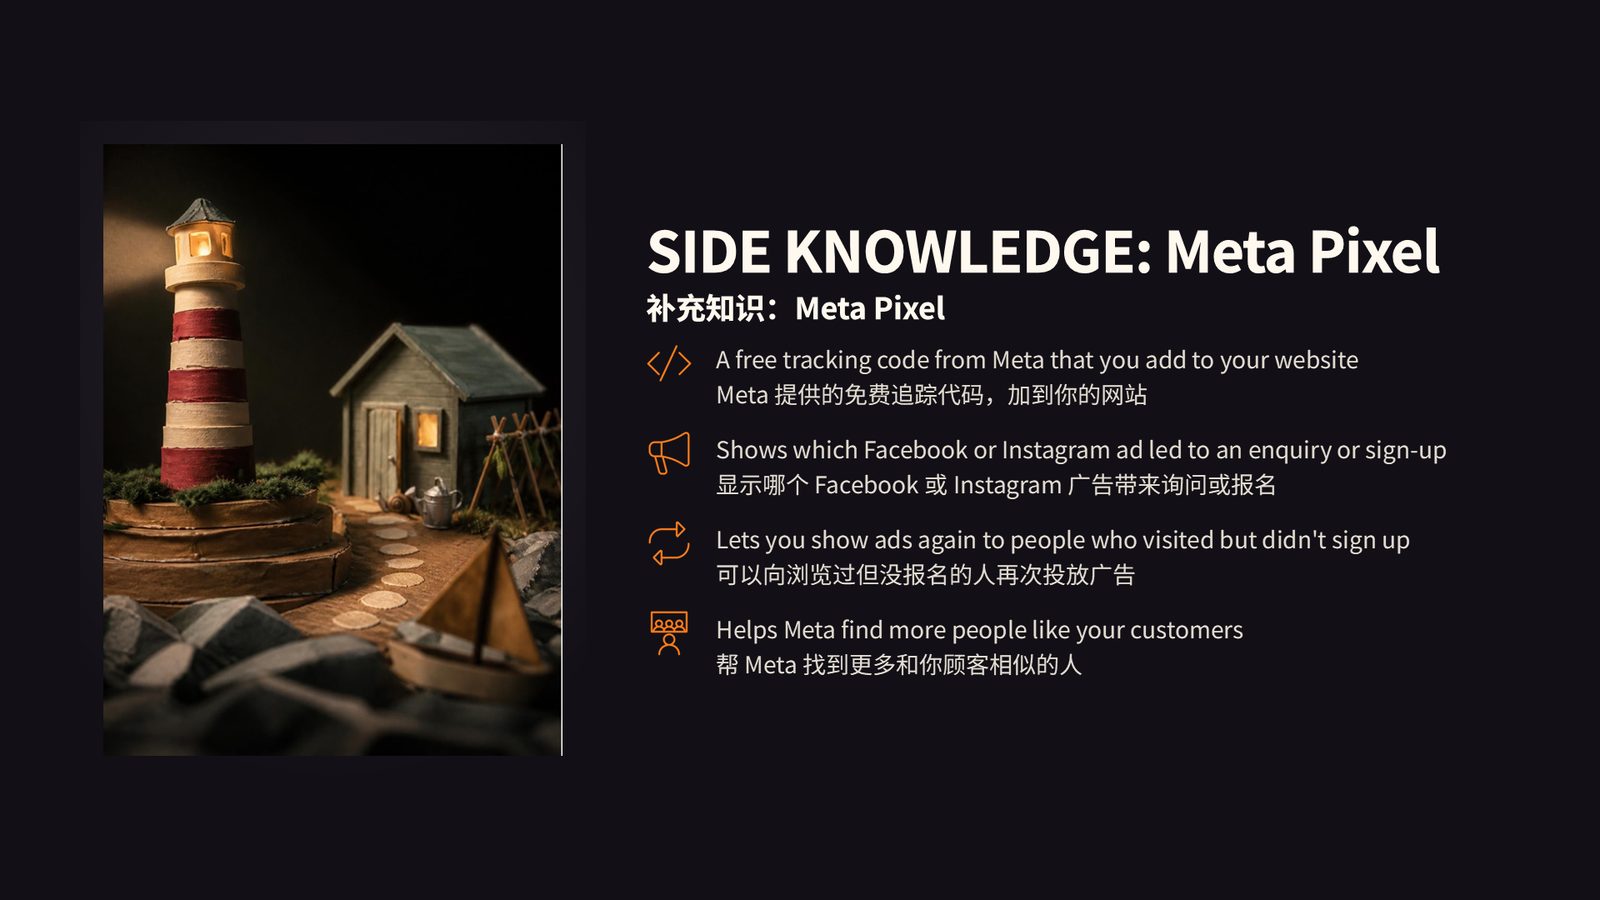 SIDE KNOWLEDGE: Meta Pixel
补充知识：Meta Pixel
A free tracking code from Meta that you add to your website
Meta 提供的免费追踪代码，加到你的网站
Shows which Facebook or Instagram ad led to an enquiry or sign-up
显示哪个 Facebook 或 Instagram 广告带来询问或报名
Lets you show ads again to people who visited but didn't sign up
可以向浏览过但没报名的人再次投放广告
Helps Meta find more people like your customers
帮 Meta 找到更多和你顾客相似的人